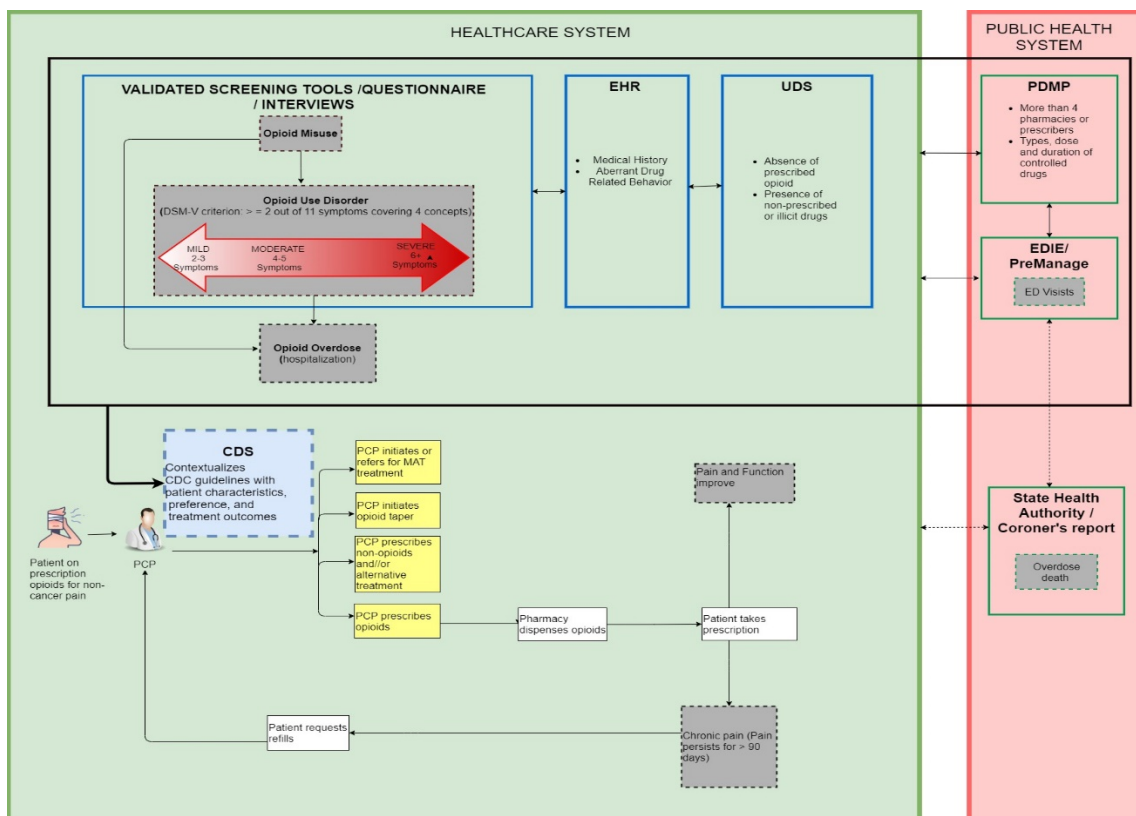 HEALTHCARE SYSTEM
PUBLIC HEALTH
SYSTEM
VALIDATED SCREENING TOOLS /QUESTIONNAIRE
/ INTERVIEWS
Opioid Misuse
Opioid Use Disorder
(DSM-V criterion: > = 2 out of 11 symptoms covering 4 concepts)
MILD
2-3
Symptoms
MODERATE
4-5
Symptoms
SEVERE
6+
Symptoms
Opioid Overdose
(hospitalization)
EHR
• Medical History
• Aberrant Drug
Related Behavior
UDS
• Absence of
prescribed
opioid
• Presence of
non-prescribed
or illicit drugs
PDMP
• More than 4
pharmacies or
prescribers
• Types, dose
and duration of
controlled
drugs
EDIE/
PreManage
ED Visists
State Health
Authority /
Coroner's report
Overdose
death
CDS
Contextualizes
CDC guidelines with
patient characteristics,
preference, and
treatment outcomes
Patient on
prescription
opioids for non-
cancer pain
PCP
PCP initiates or
refers for MAT
treatment
PCP initiates
opioid taper
PCP prescribes
non-opioids
and//or
alternative
treatment
PCP prescribes
opioids
Pharmacy
dispenses opioids
Patient takes
prescription
Pain and Function
improve
Chronic pain (Pain
persists for > 90
days)
Patient requests
refills